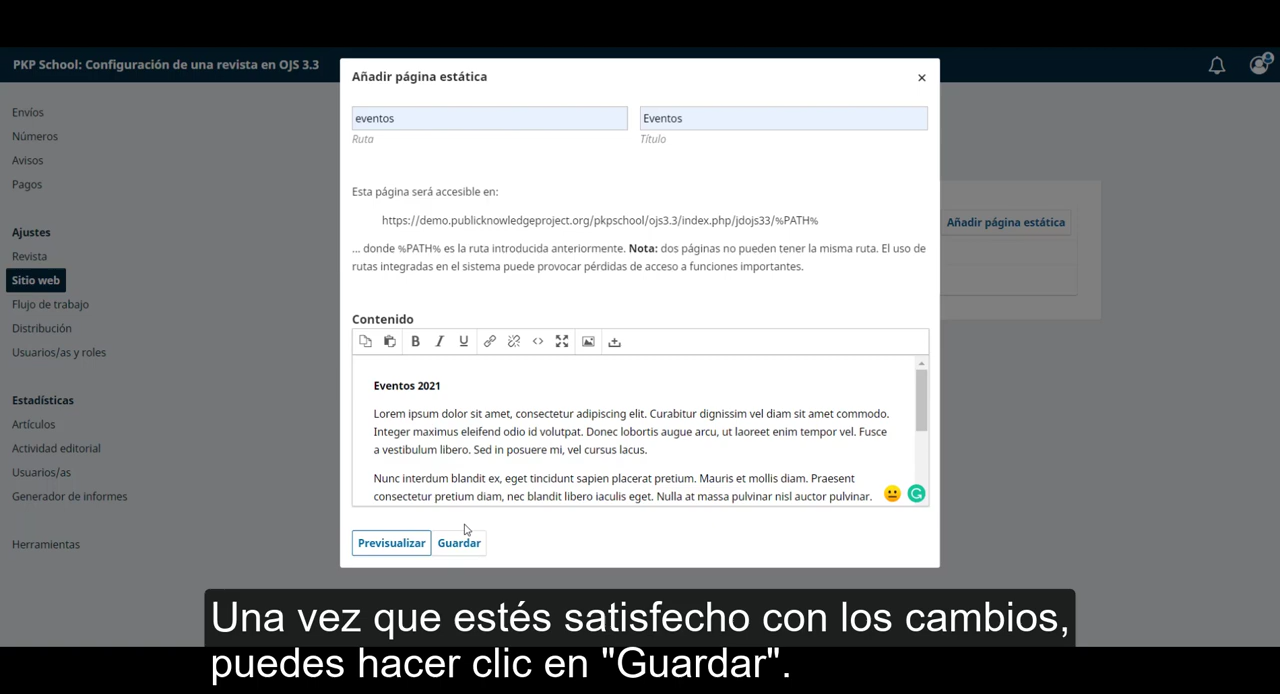 PKP School: Configuración de una revista en OJS 3.3
Envíos
Números
Avisos
Pagos
Ajustes
Revista
Sitio web
Flujo de trabajo
Distribución
Usuarios/as y roles
Estadísticas
Artículos
Actividad editorial
Usuarios/as
Generador de informes
Herramientas
Añadir página estática
×
eventos
Eventos
Ruta
Título
Esta página será accesible en:
https://demo.publicknowledgeproject.org/pkpschool/ojs3.3/index.php/jdojs33/%PATH%
... donde %PATH% es la ruta introducida anteriormente. Nota: dos páginas no pueden tener la misma ruta. El uso de
rutas integradas en el sistema puede provocar pérdidas de acceso a funciones importantes.
Contenido
B I U
Eventos 2021
Lorem ipsum dolor sit amet, consectetur adipiscing elit. Curabitur dignissim vel diam sit amet commodo.
Integer maximus eleifend odio id volutpat. Donec lobortis augue arcu, ut laoreet enim tempor vel. Fusce
a vestibulum libero. Sed in posuere mi, vel cursus lacus.
Nunc interdum blandit ex, eget tincidunt sapien placerat pretium. Mauris et mollis diam. Praesent
consectetur pretium diam, nec blandit libero iaculis eget. Nulla at massa pulvinar nisl auctor pulvinar.
Previsualizar
Guardar
Añadir página estática
Una vez que estés satisfecho con los cambios,
puedes hacer clic en "Guardar".